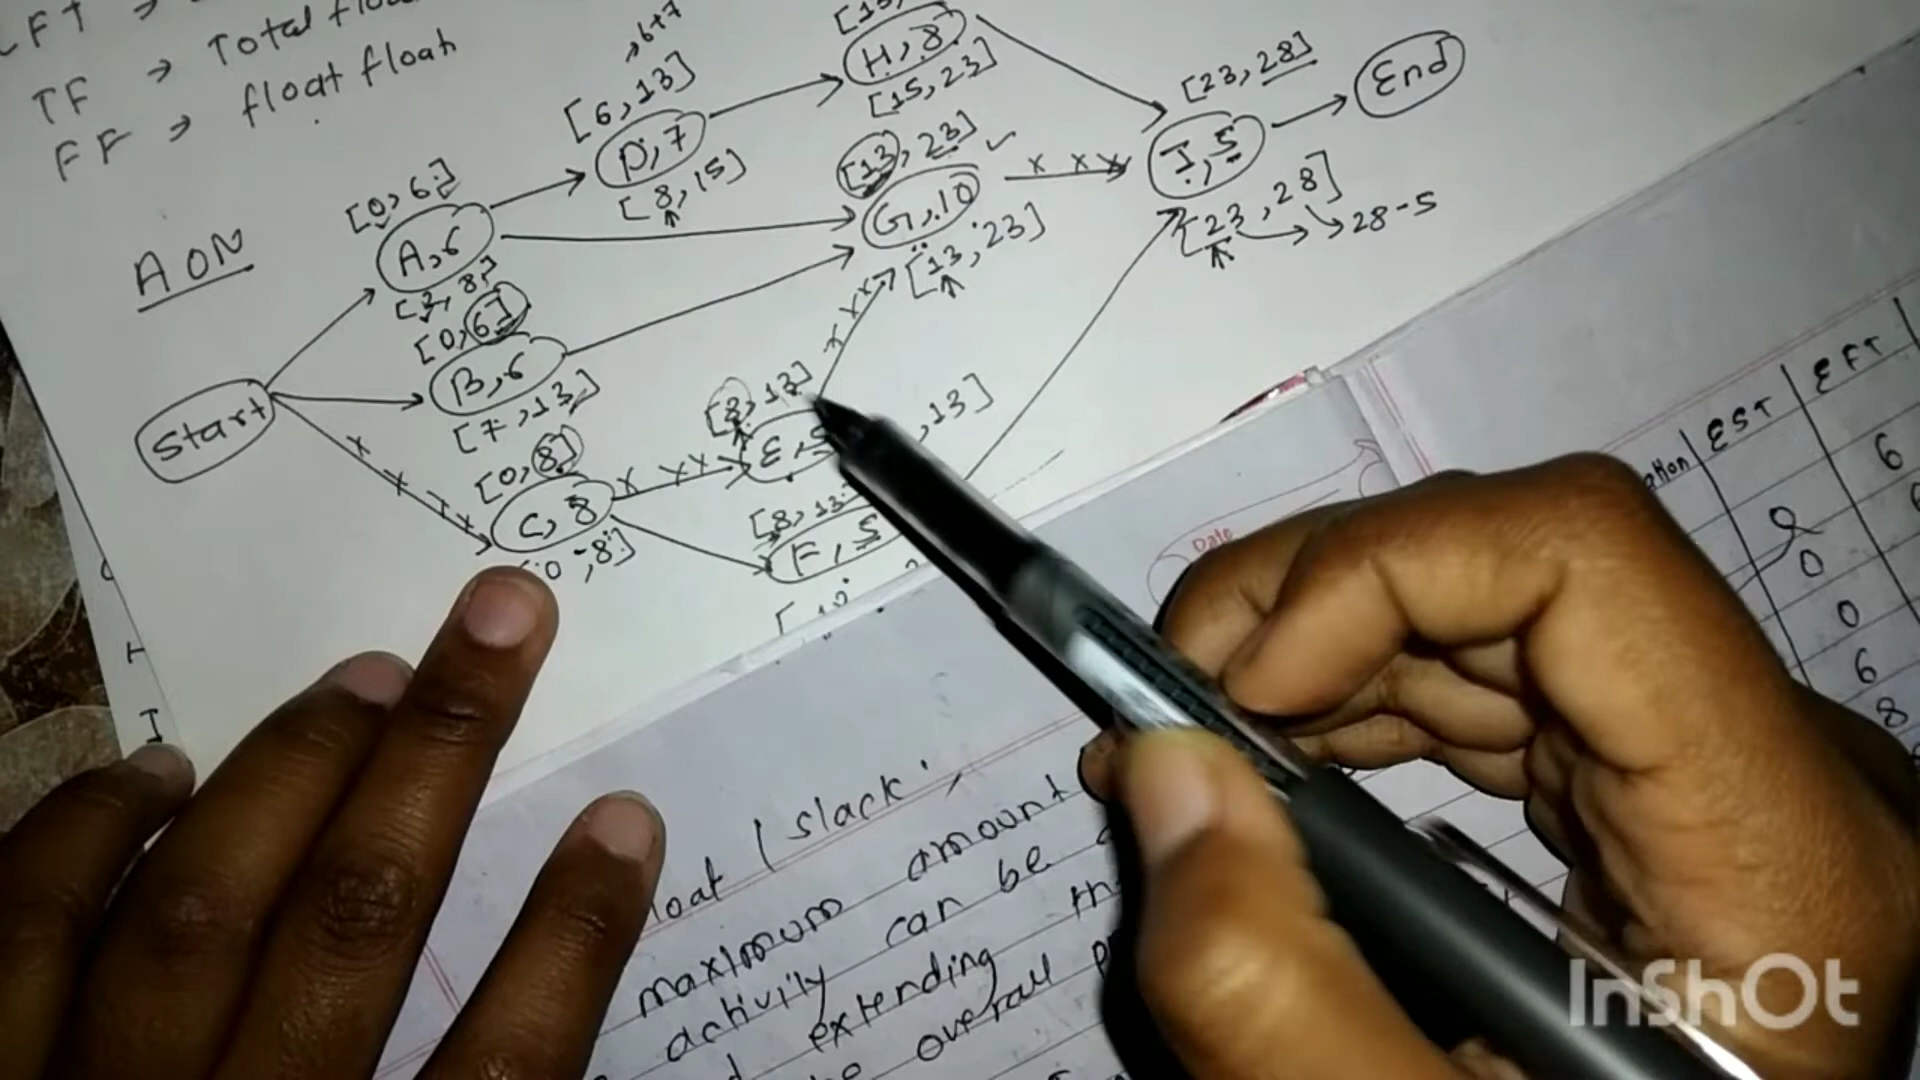 LFT →
TF → Total float
FF → float float
AON
Start
[0, 6]
A, 6
[2, 8]
[0, 6]
B, 6
[7, 13]
[0, 8]
C, 8
[0, 8]
→ 6+7
[6, 13]
D, 7
[8, 15]
[8, 13]
E, 5
, 13]
[8, 13]
F, 5
H, 8
[15, 23]
[13, 23] ✓
G, 10
[13, 23]
[23, 28]
I, 5
[23, 28]
→ 28-5
End
EST
EFT
6
0
0
0
6
8
Date
loat (slack)
maximum amount
activity can be
extending
overall
InShOt